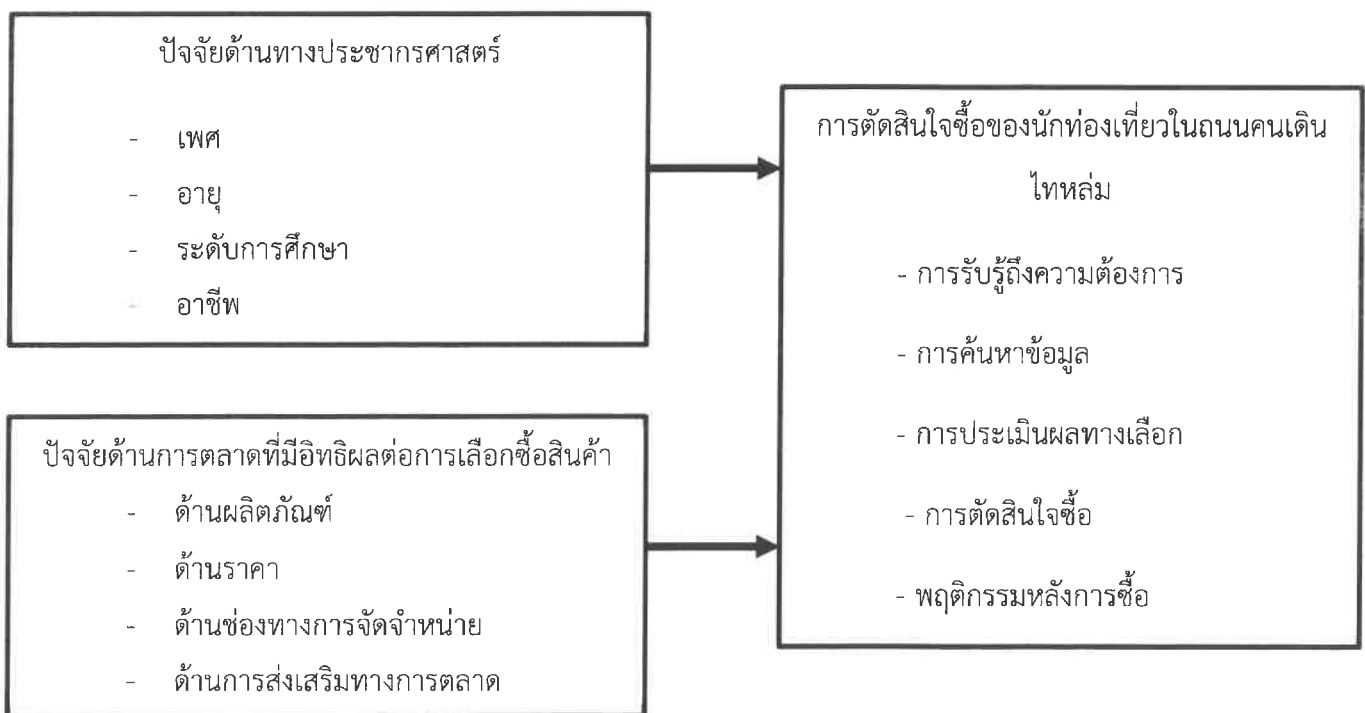 ปัจจัยด้านทางประชากรศาสตร์
- เพศ
- อายุ
- ระดับการศึกษา
- อาชีพ
ปัจจัยด้านการตลาดที่มีอิทธิผลต่อการเลือกซื้อสินค้า
- ด้านผลิตภัณฑ์
- ด้านราคา
- ด้านช่องทางการจัดจำหน่าย
- ด้านการส่งเสริมทางการตลาด
การตัดสินใจซื้อของนักท่องเที่ยวในถนนคนเดิน
ไทหล่ม
- การรับรู้ถึงความต้องการ
- การค้นหาข้อมูล
- การประเมินผลทางเลือก
- การตัดสินใจซื้อ
- พฤติกรรมหลังการซื้อ